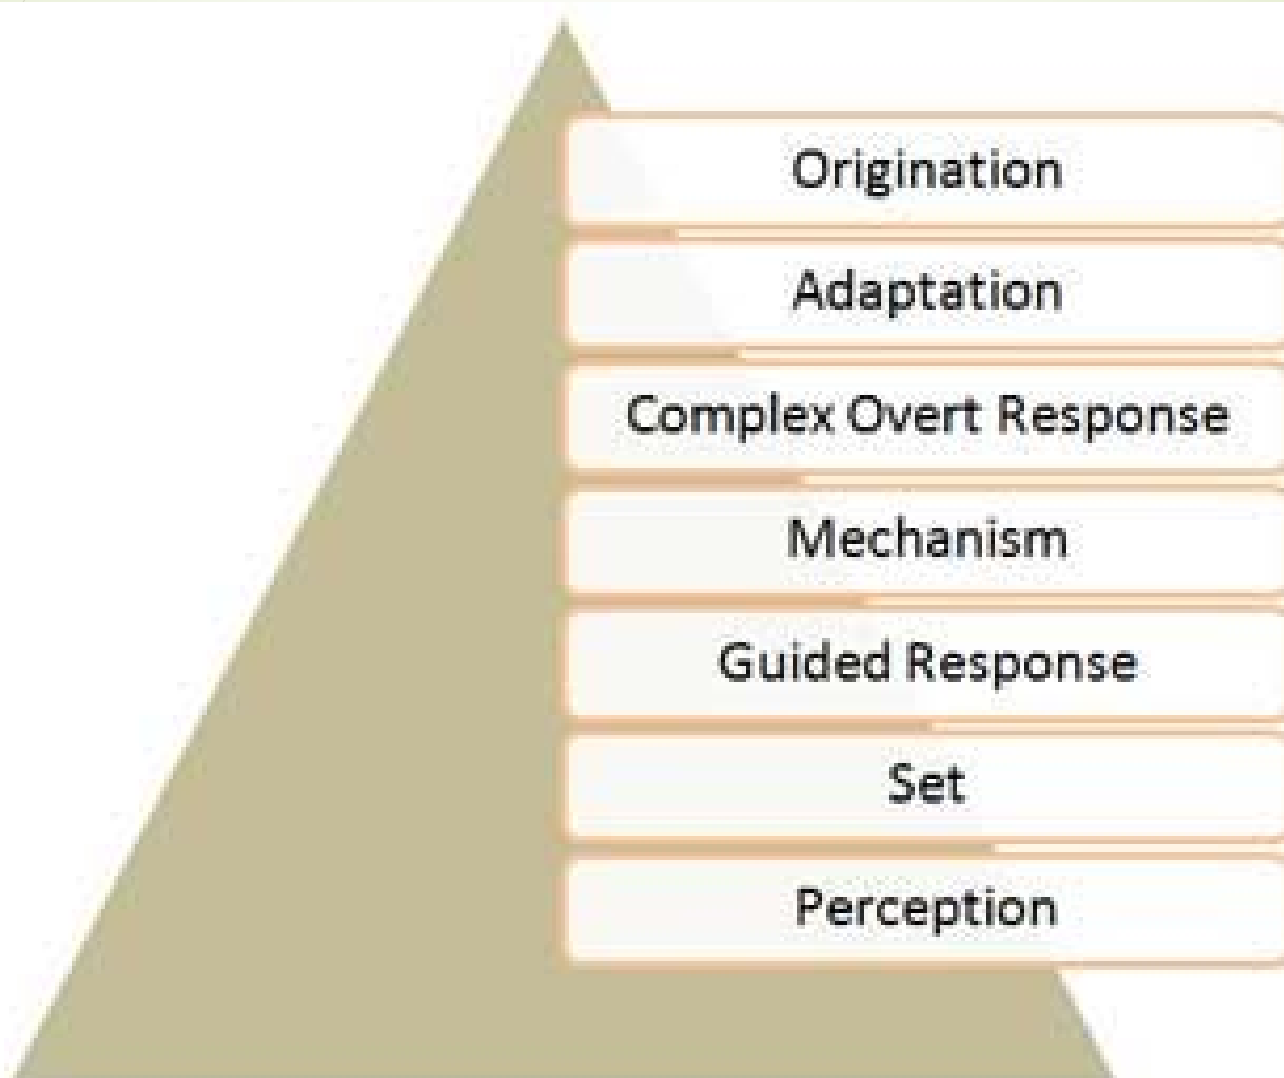 Origination
Adaptation
Complex Overt Response
Mechanism
Guided Response
Set
Perception